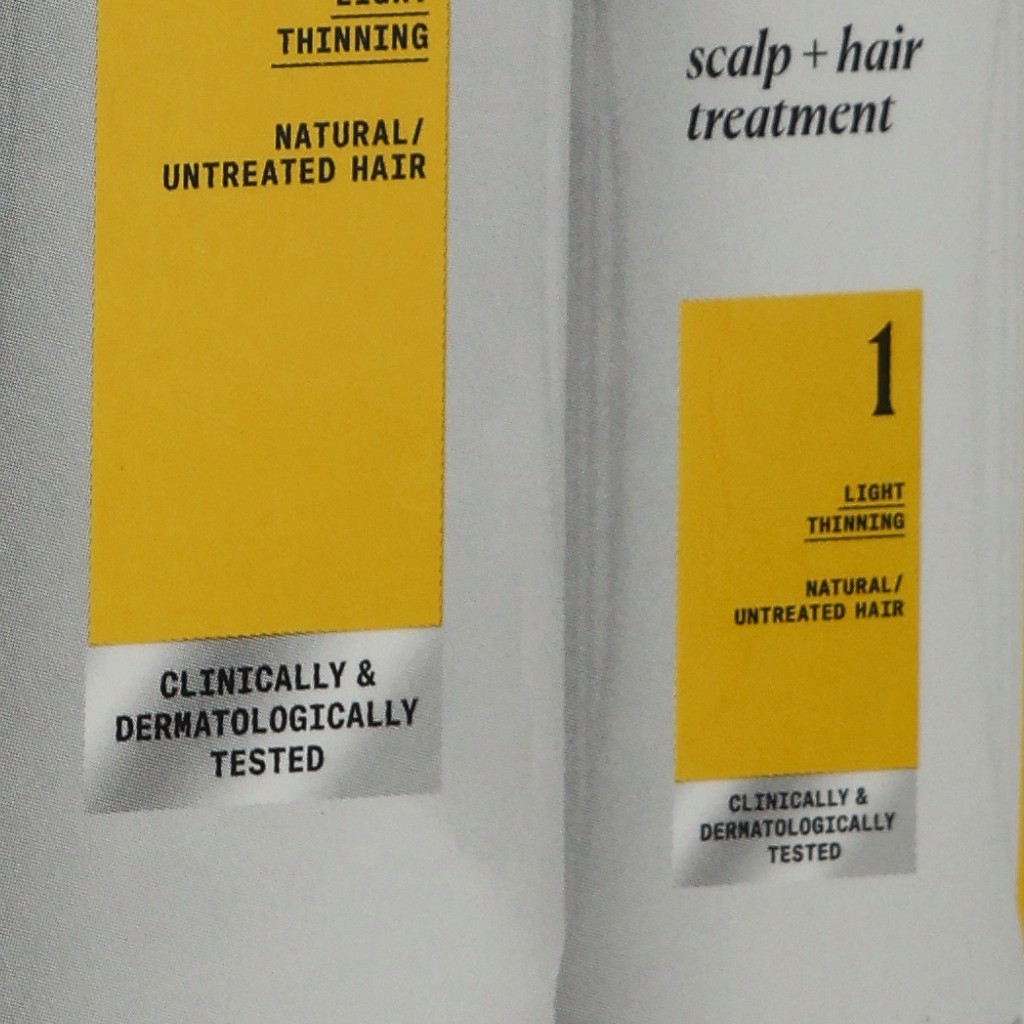 LIGHT
THINNING
NATURAL/
UNTREATED HAIR
CLINICALLY &
DERMATOLOGICALLY
TESTED
scalp + hair
treatment
1
LIGHT
THINNING
NATURAL/
UNTREATED HAIR
CLINICALLY &
DERMATOLOGICALLY
TESTED